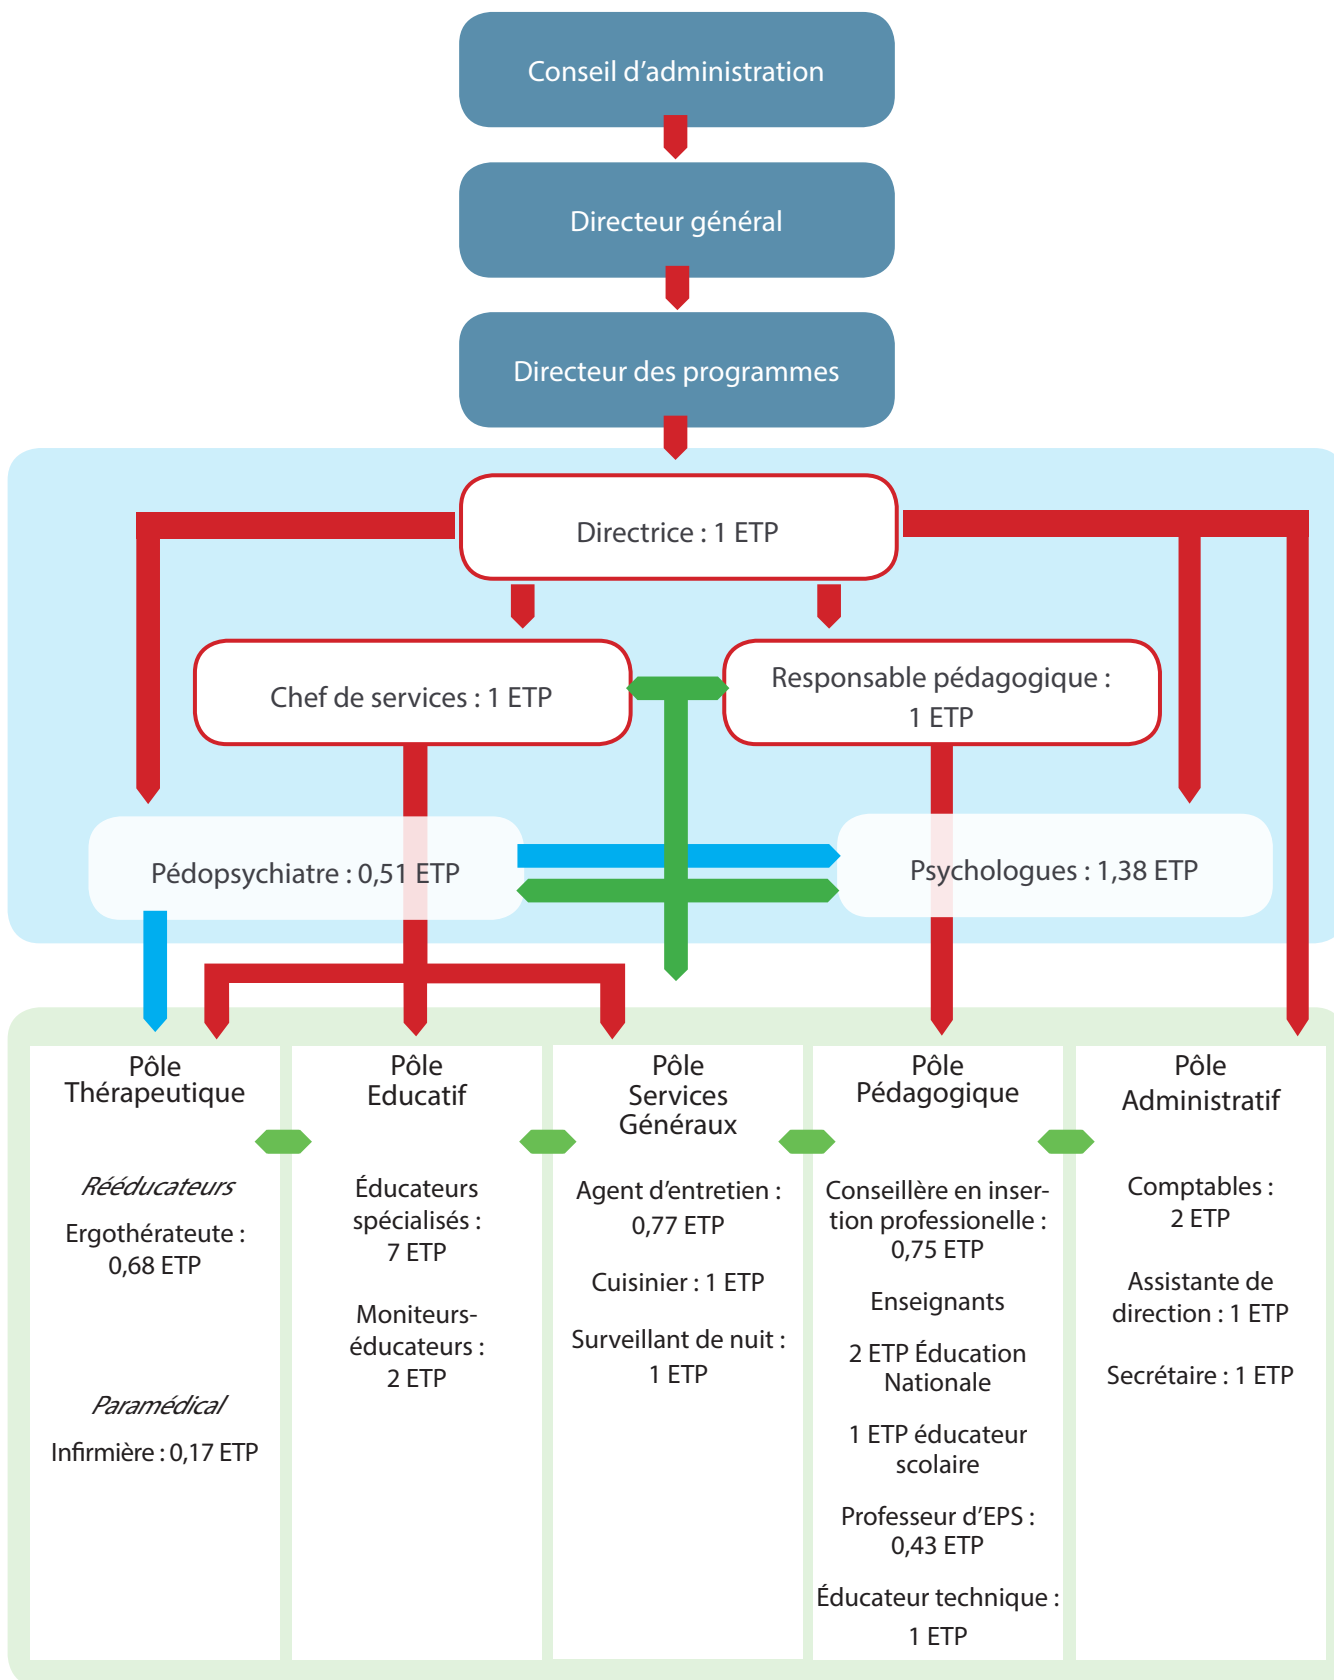 Conseil d’administration
Directeur général
Directeur des programmes
Directrice : 1 ETP
Chef de services : 1 ETP
Responsable pédagogique :
1 ETP
Pédopsychiatre : 0,51 ETP
Psychologues : 1,38 ETP
Pôle
Thérapeutique
Rééducateurs
Ergothérateute :
0,68 ETP
Paramédical
Infirmière : 0,17 ETP
Pôle
Educatif
Éducateurs
spécialisés :
7 ETP
Moniteurs-
éducateurs :
2 ETP
Pôle
Services
Généraux
Agent d’entretien :
0,77 ETP
Cuisinier : 1 ETP
Surveillant de nuit :
1 ETP
Pôle
Pédagogique
Conseillère en inser-
tion professionelle :
0,75 ETP
Enseignants
2 ETP Éducation
Nationale
1 ETP éducateur
scolaire
Professeur d’EPS :
0,43 ETP
Éducateur technique :
1 ETP
Pôle
Administratif
Comptables :
2 ETP
Assistante de
direction : 1 ETP
Secrétaire : 1 ETP